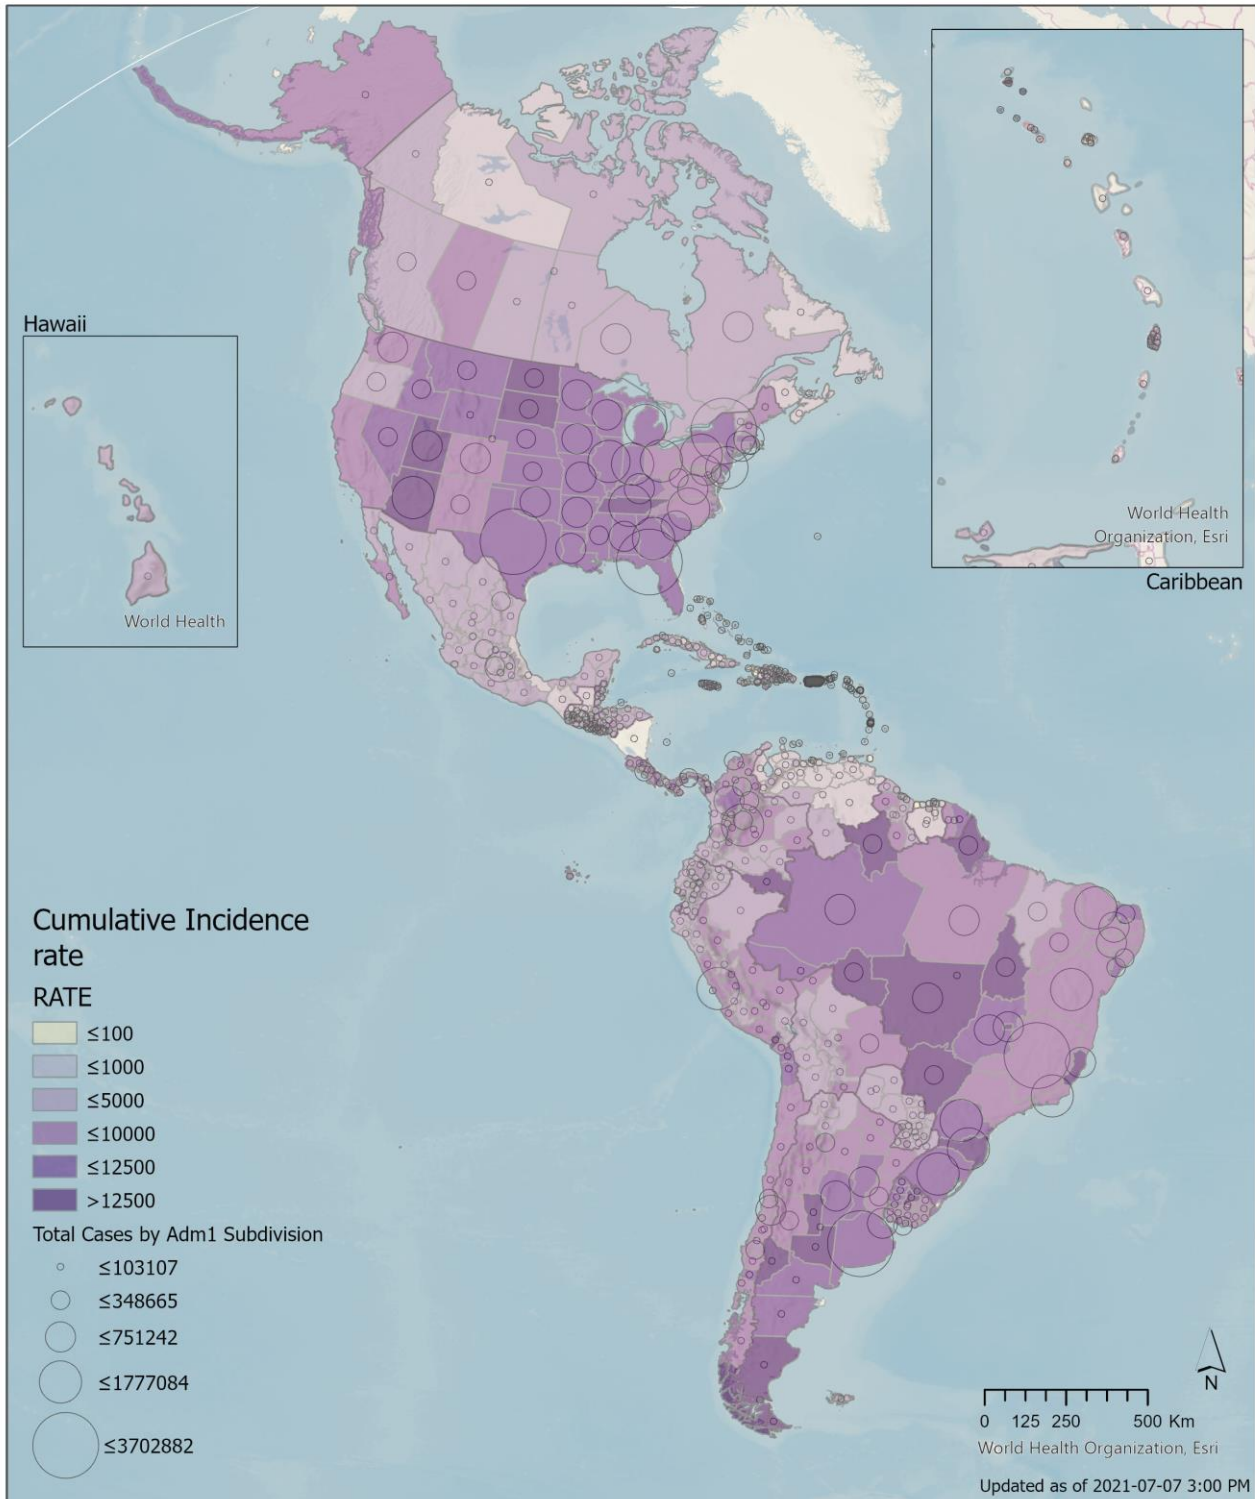 Hawaii
World Health
World Health
Organization, Esri
Caribbean
Cumulative Incidence
rate
RATE
≤100
≤1000
≤5000
≤10000
≤12500
>12500
Total Cases by Adm1 Subdivision
≤103107
≤348665
≤751242
≤1777084
≤3702882
N
0 125 250 500 Km
World Health Organization, Esri
Updated as of 2021-07-07 3:00 PM